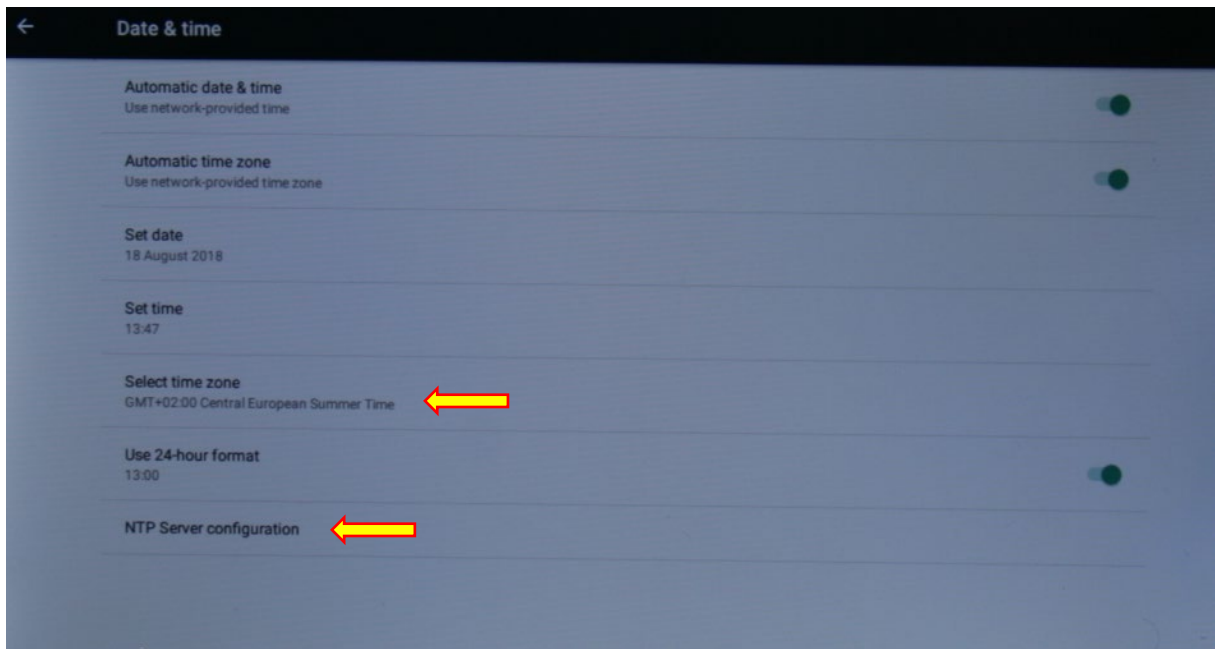 Date & time
Automatic date & time
Use network-provided time
Automatic time zone
Use network-provided time zone
Set date
18 August 2018
Set time
13:47
Select time zone
GMT+02:00 Central European Summer Time
Use 24-hour format
13:00
NTP Server configuration